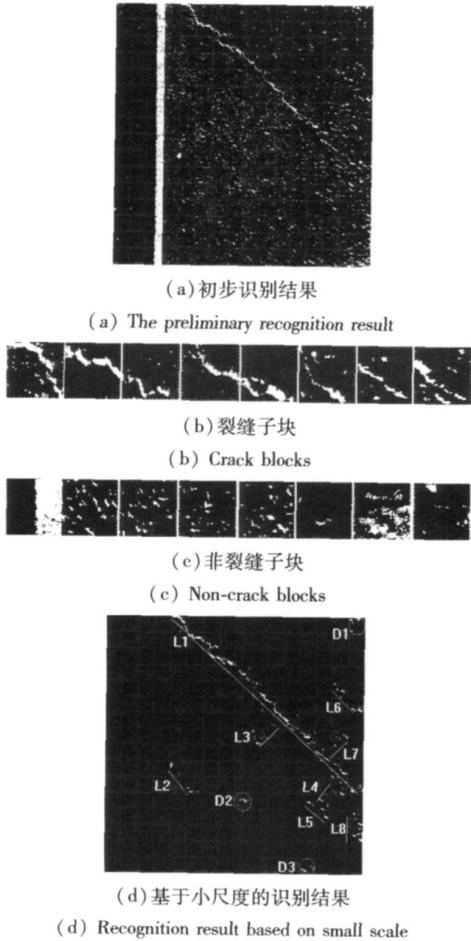 (a)初步识别结果
(a) The preliminary recognition result
(b)裂缝子块
(b) Crack blocks
(c)非裂缝子块
(c) Non-crack blocks
D1
L1
L6
L3
L7
L2
L4
D2
L5
L8
D3
(d)基于小尺度的识别结果
(d) Recognition result based on small scale